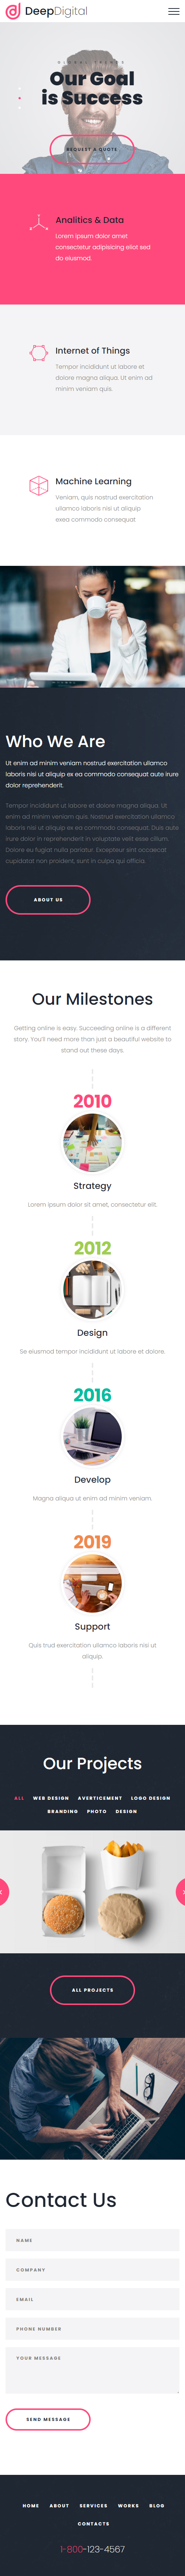 DeepDigital
GLOBAL VALUES
Our Goal
is Success
REQUEST A QUOTE
Analitics & Data
Lorem ipsum dolor amet
consectetur adipisicing eliot sed
do eiusmod.
Internet of Things
Tempor incididunt ut labore et
dolore magna aliquis. Ut enim ad
minim veniam quis.
Machine Learning
Veniam, quis nostrud exercitation
ullamco laboris nisi ut aliquip
exea commodo consequat
Who We Are
Ut enim ad minim veniam nostrud exercitation ullamco
laboris nisi ut aliquip ex ea commodo consequat aute irure
dolor reprehenderit.
Tempor incididunt ut labore et dolore magna aliqua. Ut
enim ad minim veniam quis. Nostrud exercitation ullamco
laboris nisi ut aliquip ex ea commodo consequat. Duis aute
irure dolor in reprehenderit in voluptate velit esse cillum.
Dolore eu fugiat nulla pariatur. Excepteur sint occaecat
cupidatat non proident, sunt in culpa qui officia.
ABOUT US
Our Milestones
Getting online is easy. Succeeding online is a different
story. You'll need more than just a beautiful website to
stand out these days.
2010
Strategy
Lorem ipsum dolor sit amet, consectetur elit.
2012
Design
Se eiusmod tempor incididunt ut labore et dolore.
2016
Develop
Magna aliqua ut enim ad minim veniam.
2019
Support
Quis trud exercitation ullamco laboris nisi ut
aliquip.
Our Projects
ALL WEB DESIGN AVERTICEMENT LOGO DESIGN
BRANDING PHOTO DESIGN
ALL PROJECTS
Contact Us
NAME
COMPANY
EMAIL
PHONE NUMBER
YOUR MESSAGE
SEND MESSAGE
HOME ABOUT SERVICES WORKS BLOG
CONTACTS
1-800-123-4567